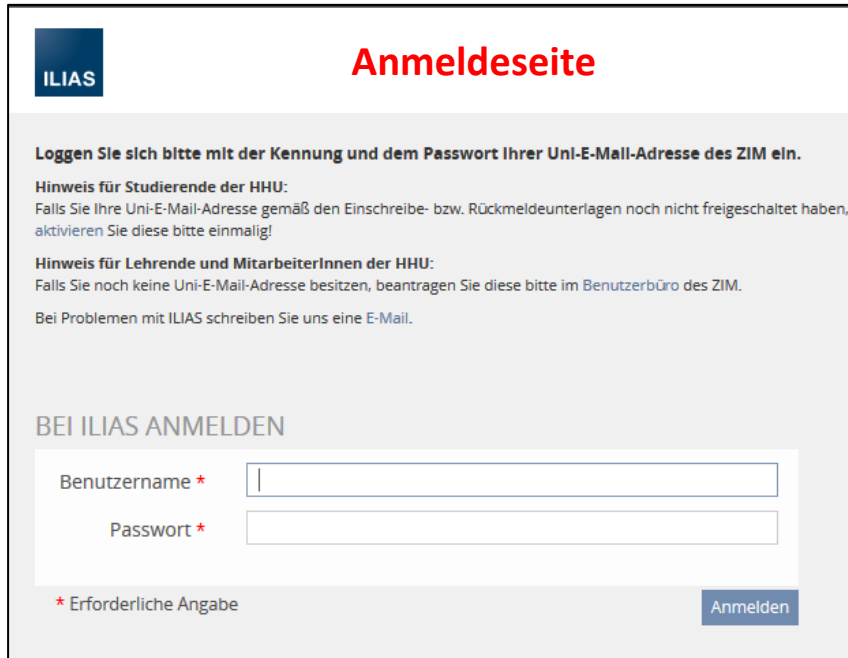 ILIAS
Anmeldeseite
Loggen Sie sich bitte mit der Kennung und dem Passwort Ihrer Uni-E-Mail-Adresse des ZIM ein.
Hinweis für Studierende der HHU:
Falls Sie Ihre Uni-E-Mail-Adresse gemäß den Einschreibe- bzw. Rückmeldeunterlagen noch nicht freigeschaltet haben,
aktivieren Sie diese bitte einmalig!
Hinweis für Lehrende und MitarbeiterInnen der HHU:
Falls Sie noch keine Uni-E-Mail-Adresse besitzen, beantragen Sie diese bitte im Benutzerbüro des ZIM.
Bei Problemen mit ILIAS schreiben Sie uns eine E-Mail.
BEI ILIAS ANMELDEN
Benutzername *
Passwort *
* Erforderliche Angabe
Anmelden